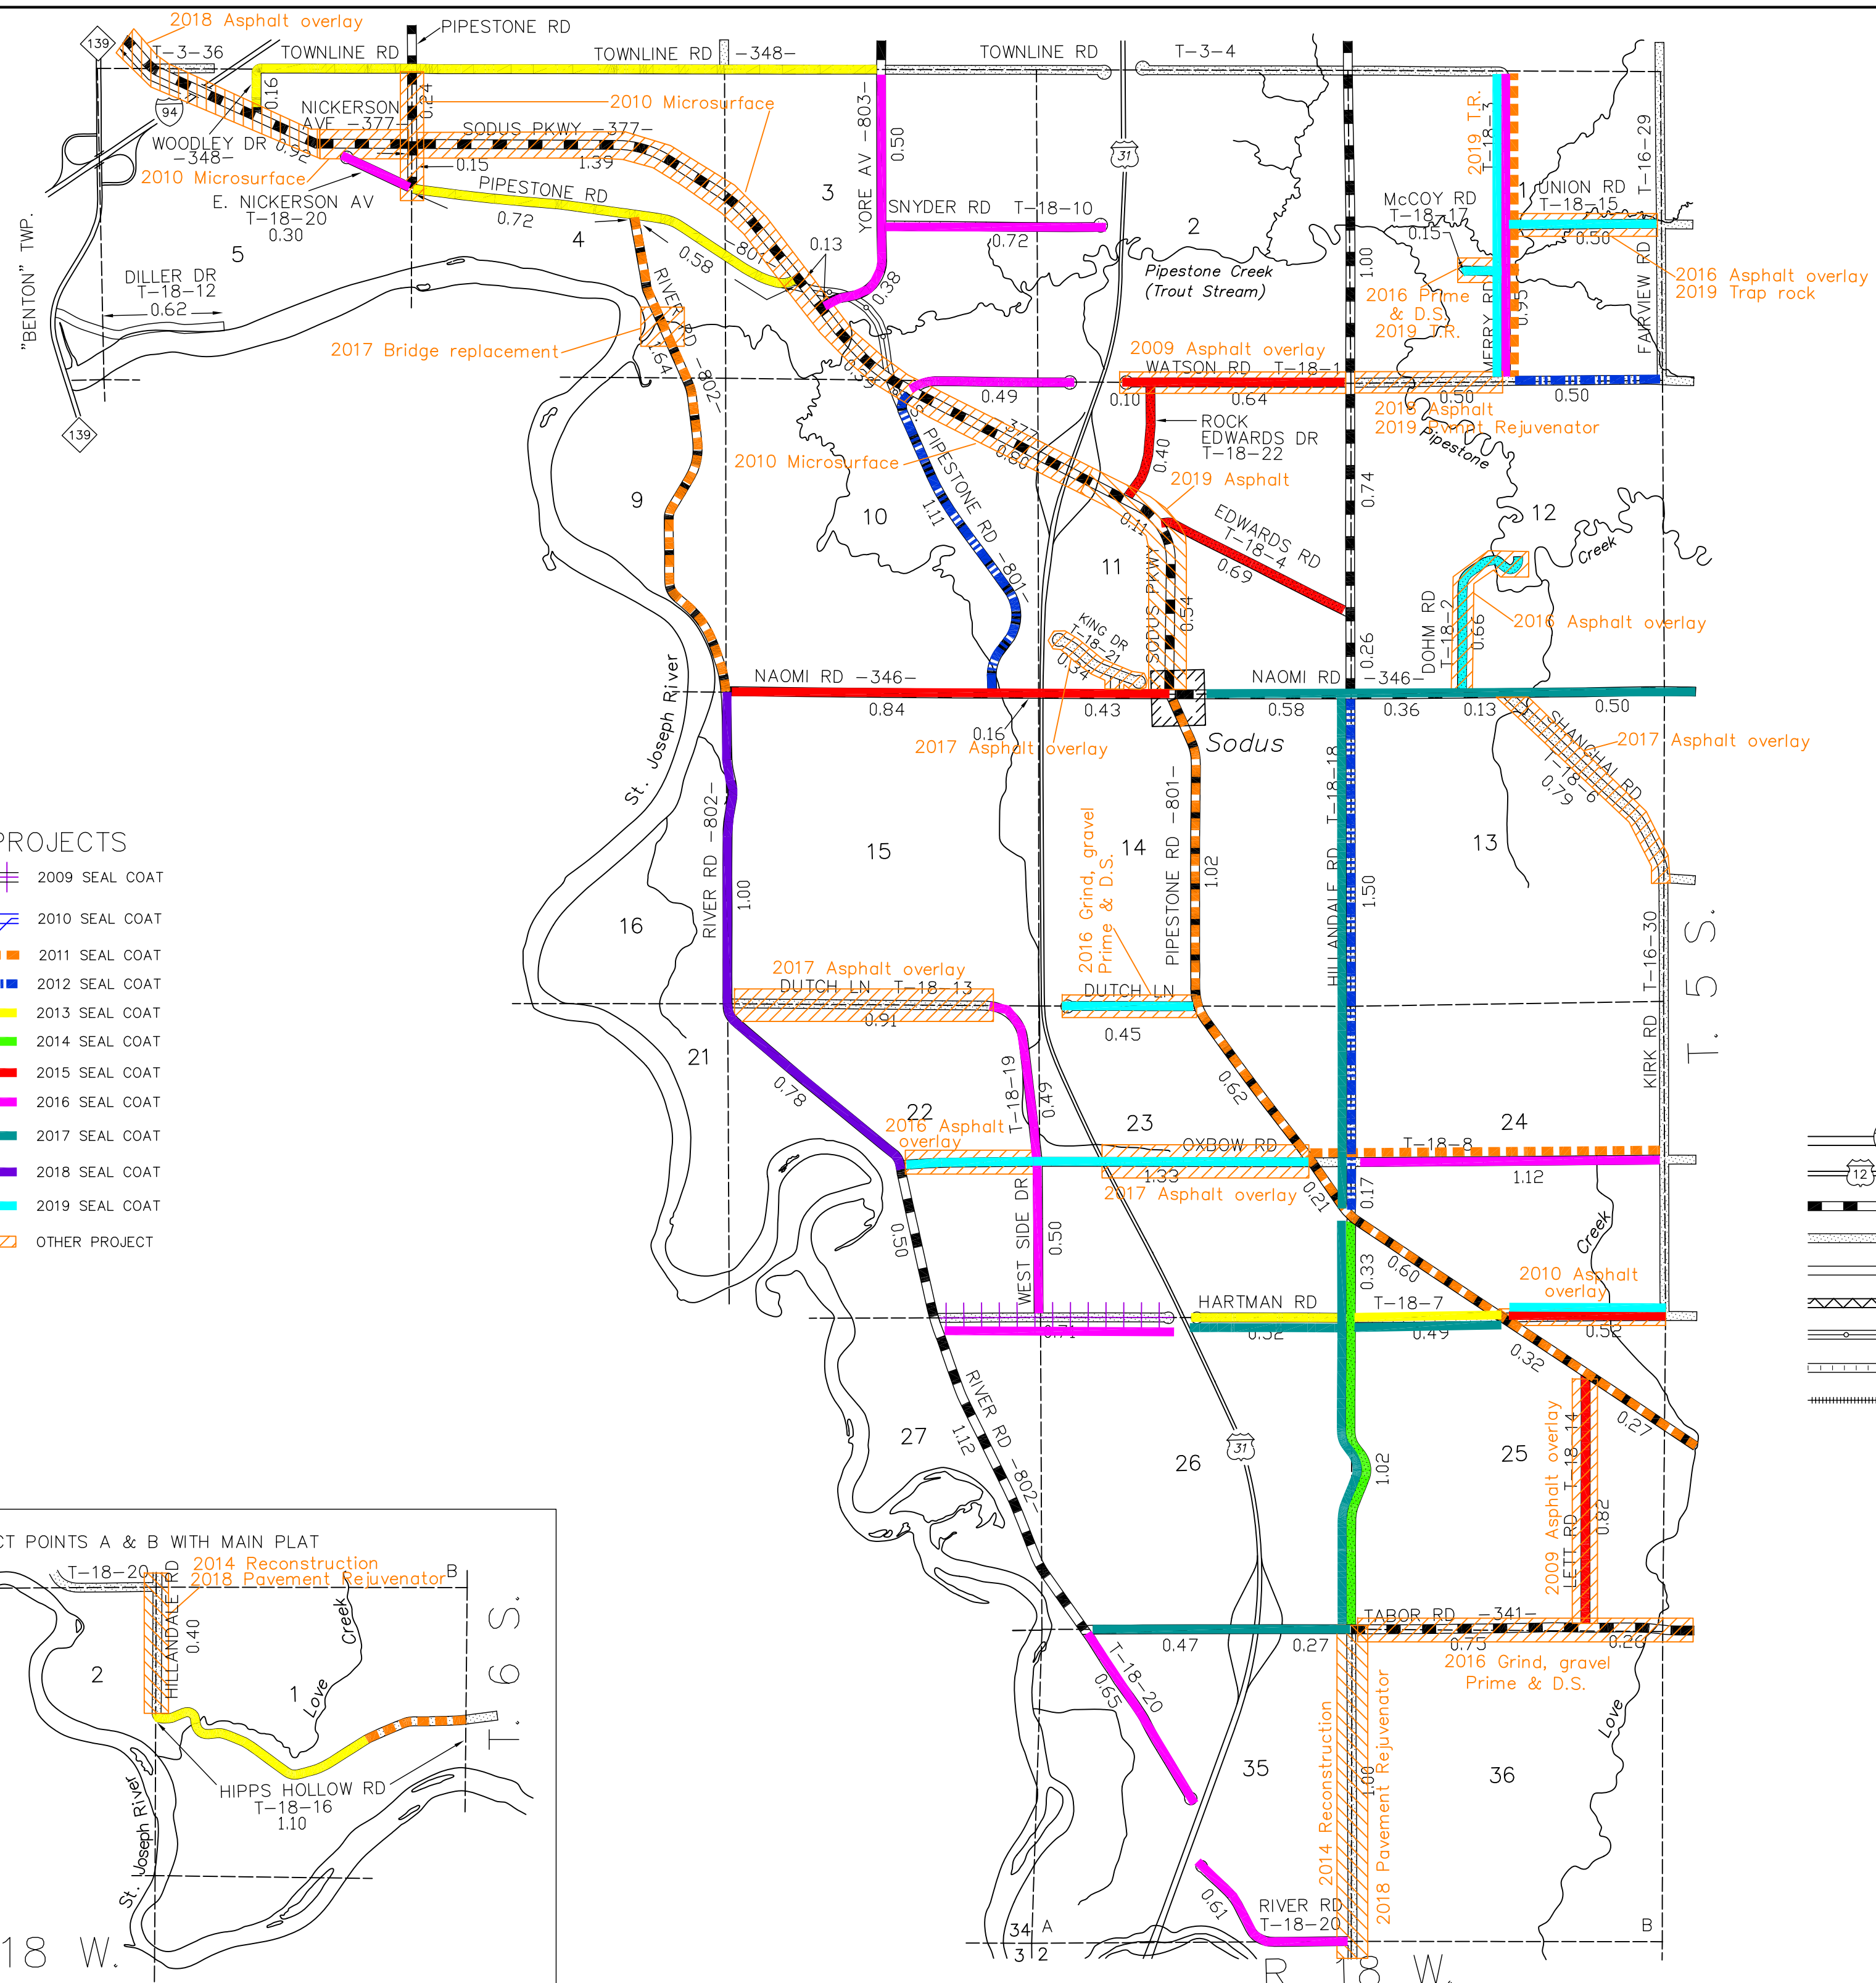 2018 Asphalt overlay
PIPESTONE RD
139
T-3-36
TOWNLINE RD
TOWNLINE RD
-348-
TOWNLINE RD
T-3-4
0.16
94
NICKERSON
AVE -377-
0.24
2010 Microsurface
SODUS PKWY -377-
WOODLEY DR
-348-
0.92
2010 Microsurface
0.15
1.39
E. NICKERSON AV
T-18-20
0.30
PIPESTONE RD
0.72
0.58
-801-
0.13
YORE AV -803-
0.50
0.38
3
4
5
SNYDER RD T-18-10
0.72
31
2
Pipestone Creek
(Trout Stream)
1.00
2019 T.R.
T-18-3
1
McCOY RD
T-18-17
0.15
UNION RD
T-18-15
0.50
T-16-29
FAIRVIEW RD
2016 Asphalt overlay
2019 Trap rock
2016 Prime
& D.S.
2019 T.R.
"BENTON" TWP.
DILLER DR
T-18-12
0.62
139
RIVER RD -802-
1.64
2017 Bridge replacement
0.49
2009 Asphalt overlay
WATSON RD T-18-1
0.10
0.64
0.50
0.50
2019 Pvmnt Rejuvenator
Pipestone
Creek
ROCK
EDWARDS DR
T-18-22
0.40
377
0.80
2010 Microsurface
2019 Asphalt
0.11
S. PIPESTONE RD -801-
1.11
9
10
11
12
EDWARDS RD
T-18-4
0.69
0.74
0.26
SODUS PKWY
0.54
KING DR
T-18-21
0.34
DOHM RD
T-18-2
0.66
2016 Asphalt overlay
NAOMI RD -346-
0.84
0.16
0.43
2017 Asphalt overlay
Sodus
NAOMI RD
-346-
0.58
0.36
0.13
0.50
SHANGHAI RD
T-18-6
0.79
2017 Asphalt overlay
St. Joseph River
RIVER RD -802-
1.00
15
14
13
16
PIPESTONE RD -801-
1.02
HILLANDALE RD T-18-18
1.50
PROJECTS
2009 SEAL COAT
2010 SEAL COAT
2011 SEAL COAT
2012 SEAL COAT
2013 SEAL COAT
2014 SEAL COAT
2015 SEAL COAT
2016 SEAL COAT
2017 SEAL COAT
2018 SEAL COAT
2019 SEAL COAT
OTHER PROJECT
2016 Grind, gravel
Prime & D.S.
2017 Asphalt overlay
DUTCH LN T-18-13
0.91
DUTCH LN
0.45
KIRK RD T-16-30
T. 5 S.
21
0.78
22
T-18-19
0.49
23
0.62
24
2016 Asphalt
overlay
OXBOW RD
1.33
2017 Asphalt overlay
0.21
0.17
T-18-8
1.12
12
0.50
WEST SIDE DR
0.50
Creek
0.33
0.60
2010 Asphalt
overlay
HARTMAN RD
T-18-7
0.71
0.52
0.49
0.52
0.32
0.27
27
RIVER RD -802-
1.12
26
31
1.02
25
2009 Asphalt overlay
LETT RD T-18-14
0.82
TABOR RD -341-
0.47
0.27
0.73
0.26
2016 Grind, gravel
Prime & D.S.
T-18-20
0.65
35
2014 Reconstruction
1.00
2018 Pavement Rejuvenator
36
Love
0.61
RIVER RD
T-18-20
34
A
3
2
B
CT POINTS A & B WITH MAIN PLAT
T-18-20
HILLANDALE RD
0.40
2014 Reconstruction
2018 Pavement Rejuvenator
B
2
1
Love
Creek
T. 6 S.
HIPPS HOLLOW RD
T-18-16
1.10
St. Joseph River
18 W.
R
8 W.